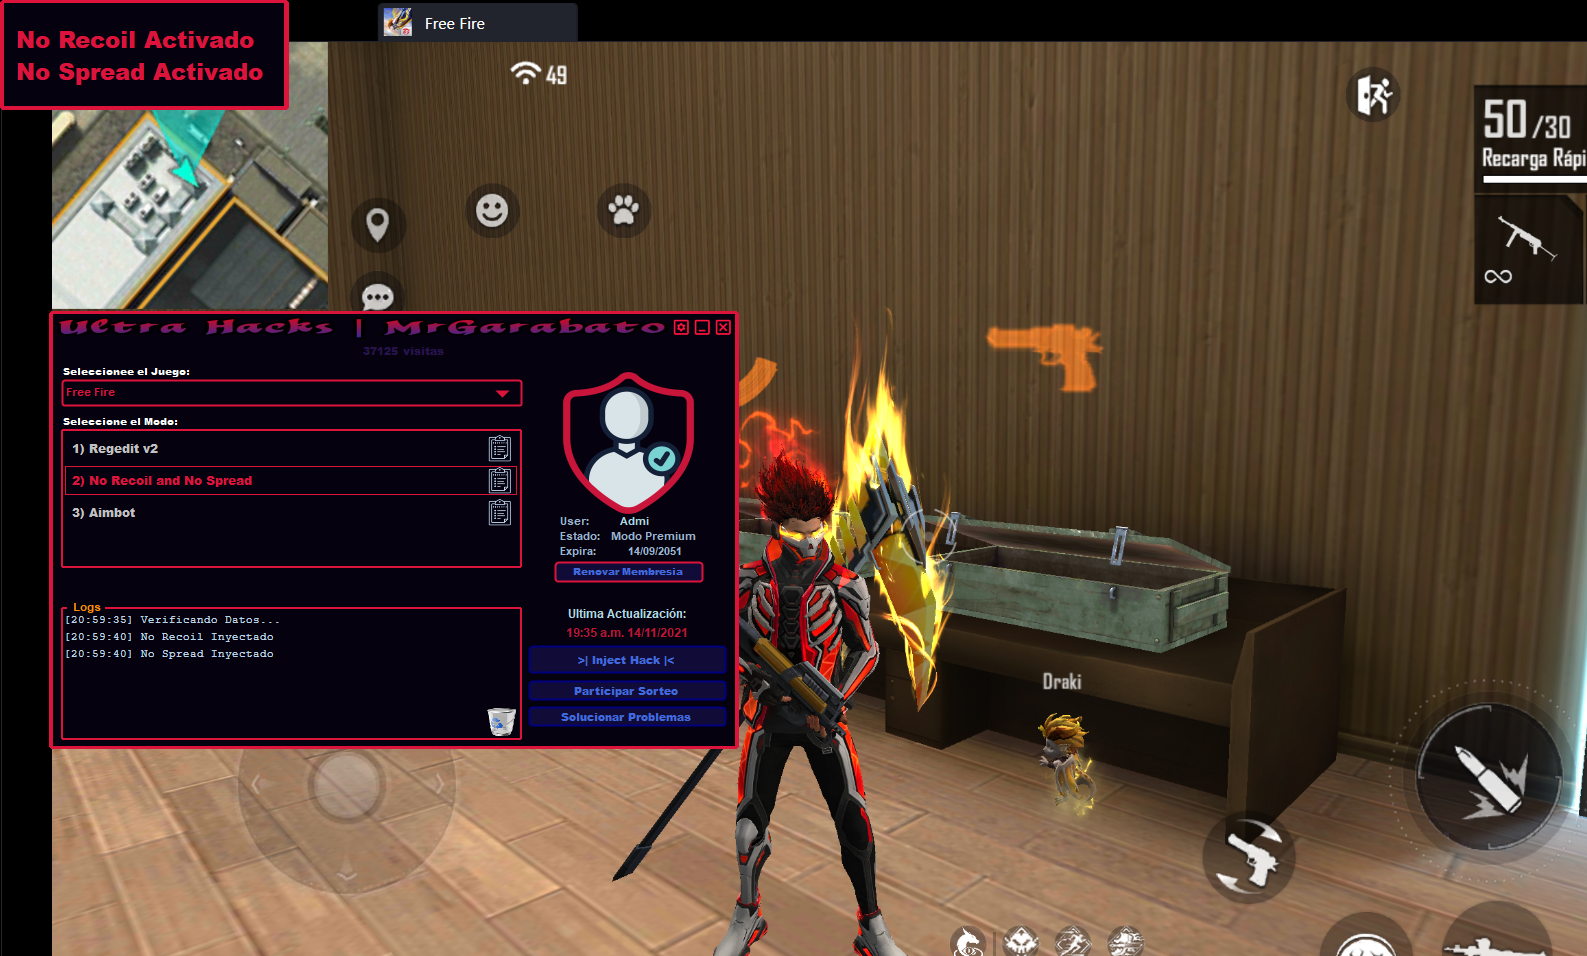 No Recoil Activado
No Spread Activado
Free Fire
49
50/30
Recarga Rápi
Ultra Hacks | MrGarabato
37125 visitas
Seleccionee el Juego:
Free Fire
Seleccione el Modo:
1) Regedit v2
2) No Recoil and No Spread
3) Aimbot
User: Admi
Estado: Modo Premium
Expira: 14/09/2051
Renovar Membresia
Logs
[20:59:35] Verificando Datos...
[20:59:40] No Recoil Inyectado
[20:59:40] No Spread Inyectado
Ultima Actualización:
19:35 a.m. 14/11/2021
>| Inject Hack |<
Participar Sorteo
Solucionar Problemas
Draki